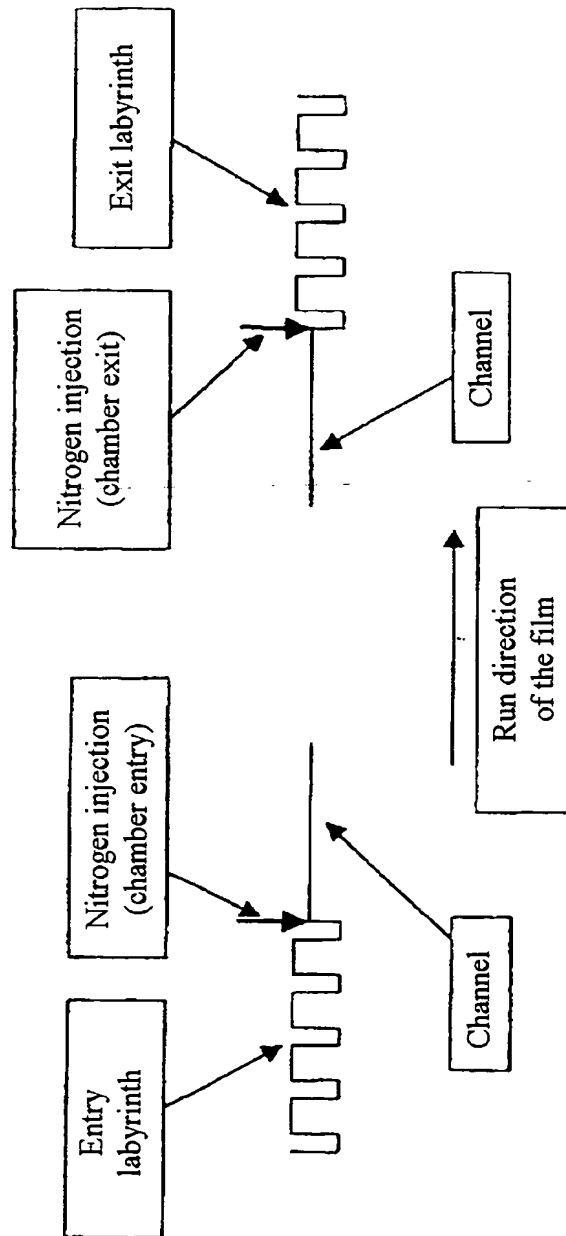 Entry
labyrinth
Nitrogen injection
(chamber entry)
Nitrogen injection
(chamber exit)
Exit labyrinth
Channel
Run direction
of the film
Channel